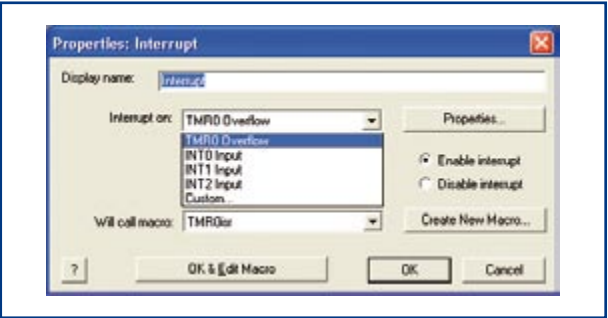 Properties: Interrupt
Display name: Interrupt
Interrupt on: TMR0 Overflow Properties...
TMR0 Overflow
INT0 Input Enable interrupt
INT1 Input
INT2 Input Disable interrupt
Custom...
Will call macro: TMR0isr Create New Macro...
? OK & Edit Macro OK Cancel